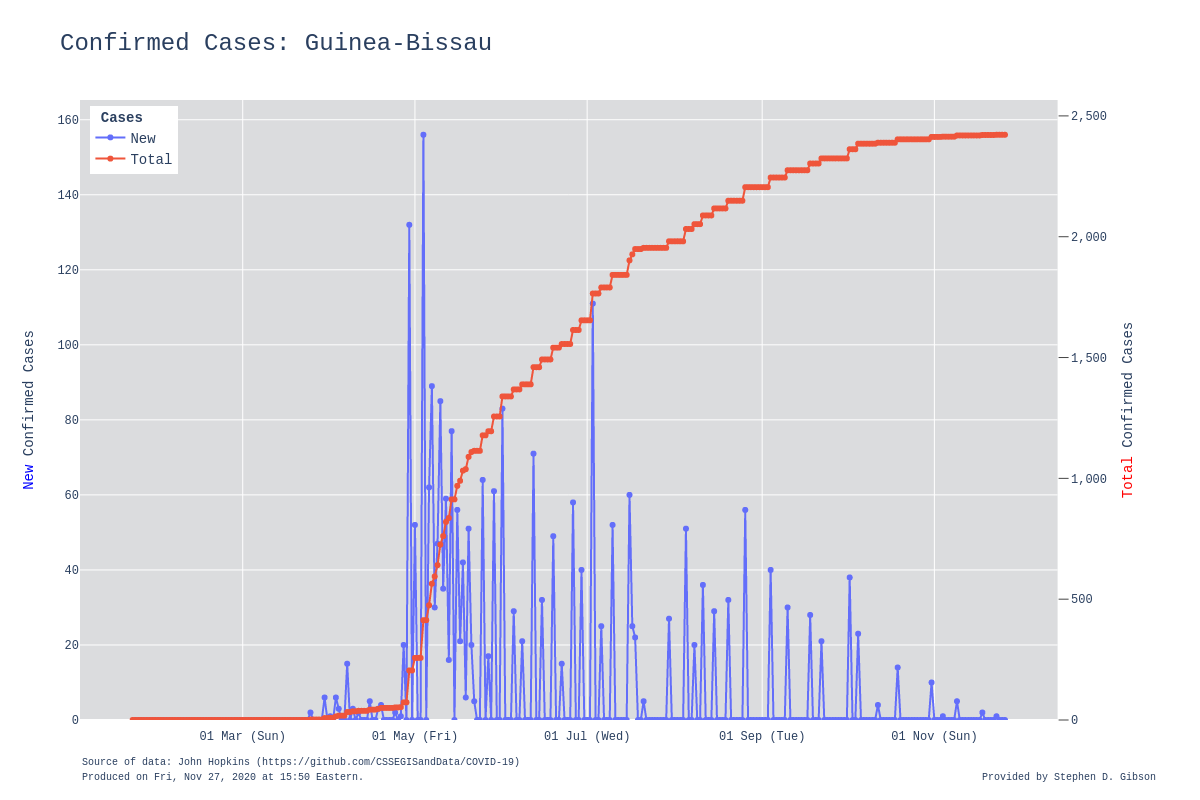 Confirmed Cases: Guinea-Bissau
Cases
New
Total
160
140
120
100
80
60
40
20
0
2,500
2,000
1,500
1,000
500
0
New Confirmed Cases
Total Confirmed Cases
01 Mar (Sun)
01 May (Fri)
01 Jul (Wed)
01 Sep (Tue)
01 Nov (Sun)
Source of data: John Hopkins (https://github.com/CSSEGISandData/COVID-19)
Produced on Fri, Nov 27, 2020 at 15:50 Eastern.
Provided by Stephen D. Gibson